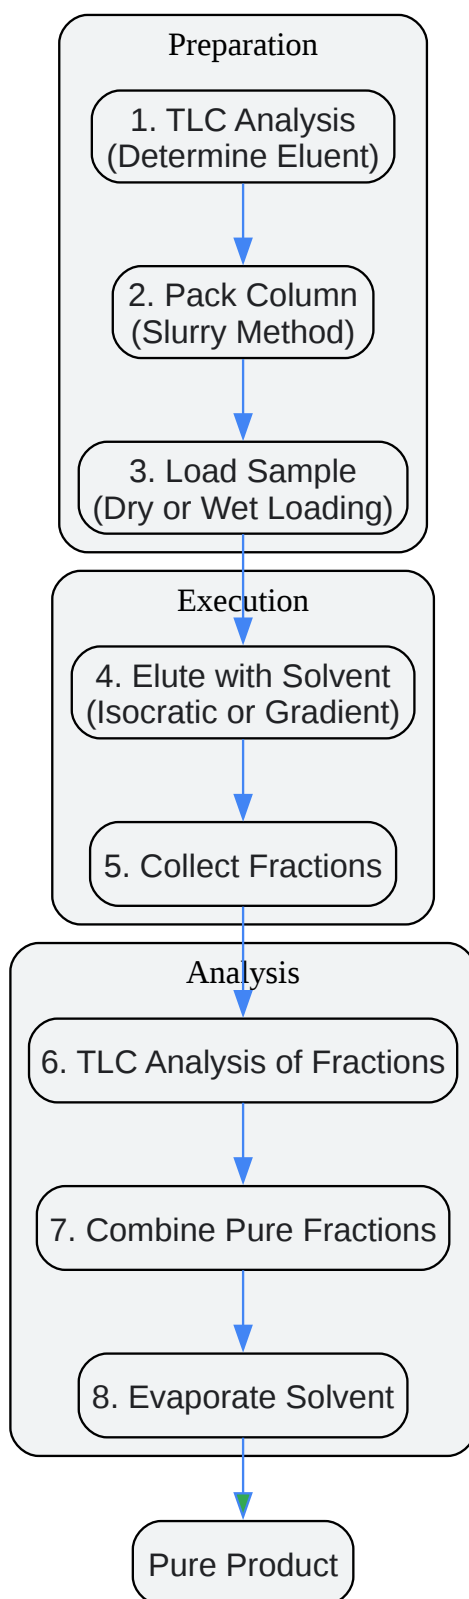 Preparation
1. TLC Analysis
(Determine Eluent)
2. Pack Column
(Slurry Method)
3. Load Sample
(Dry or Wet Loading)
Execution
4. Elute with Solvent
(Isocratic or Gradient)
5. Collect Fractions
Analysis
6. TLC Analysis of Fractions
7. Combine Pure Fractions
8. Evaporate Solvent
Pure Product